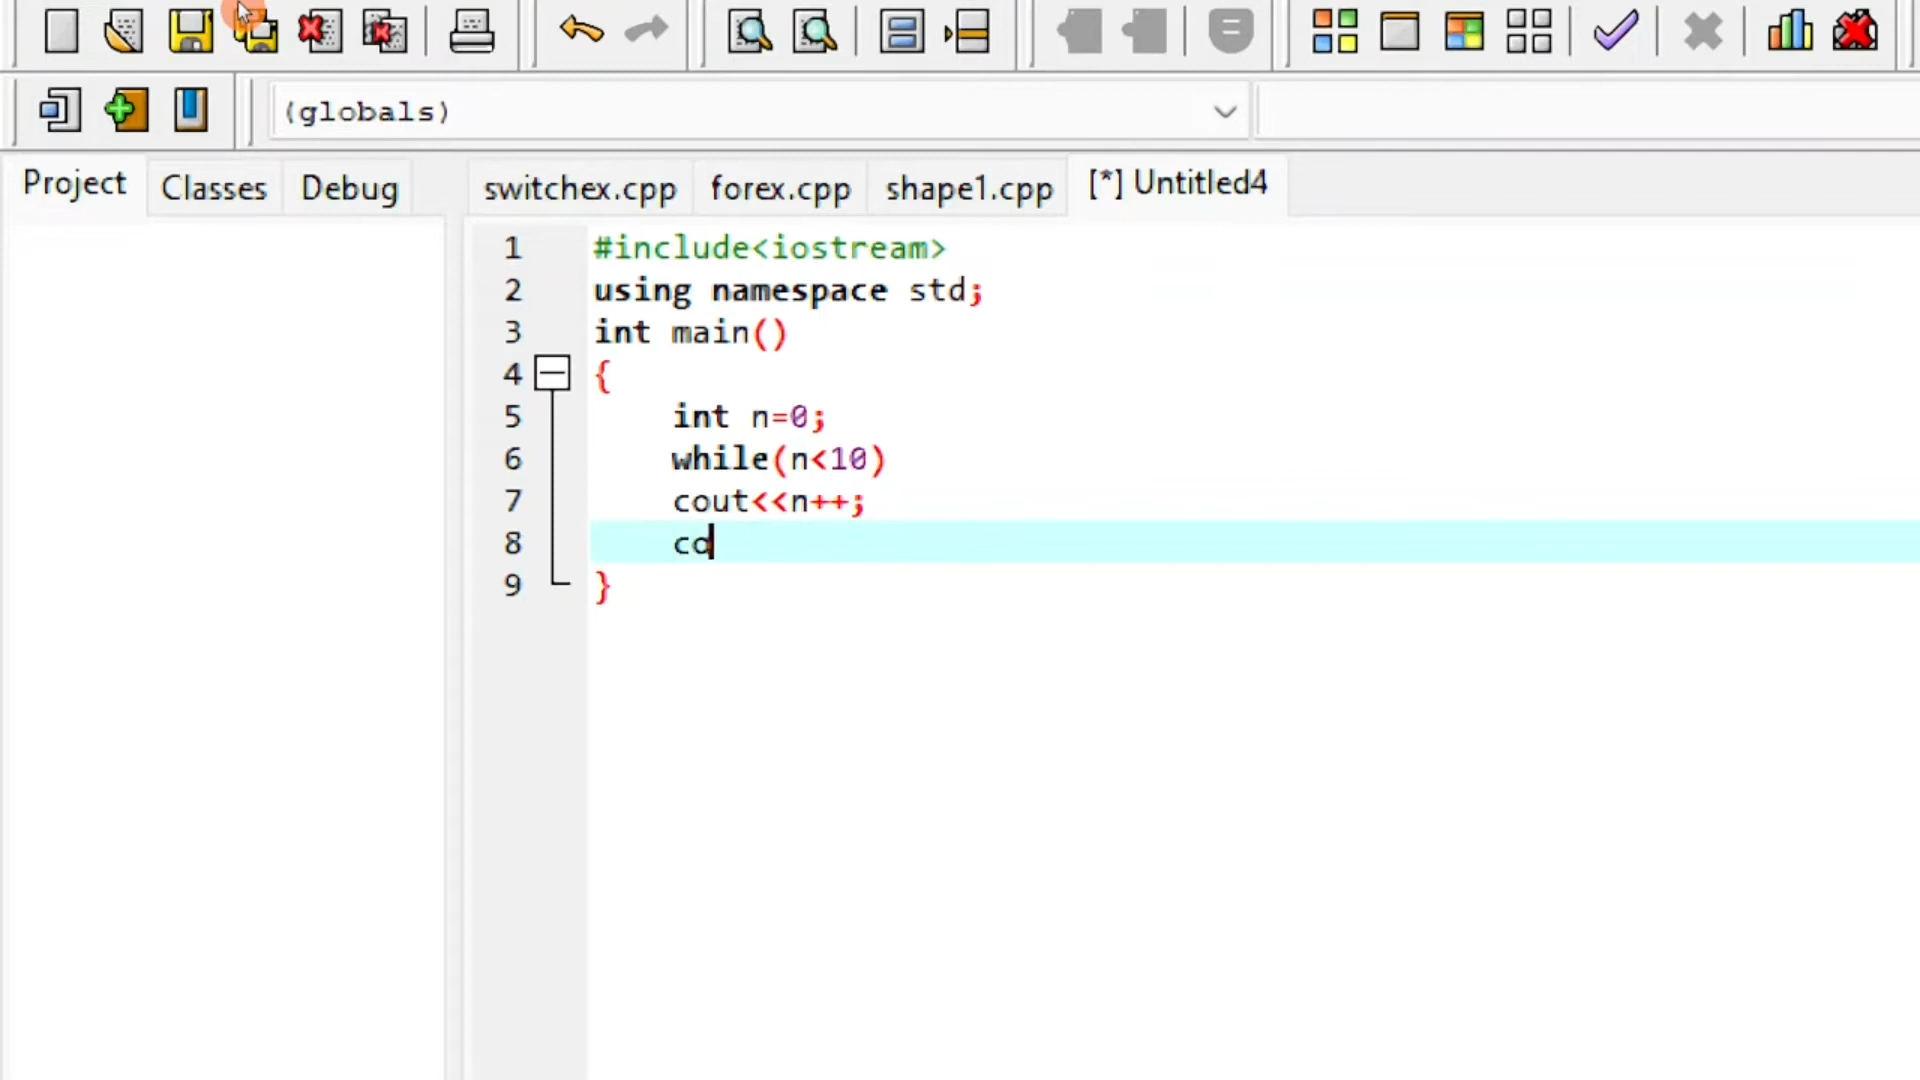 (globals)
Project
Classes
Debug
switchex.cpp
forex.cpp
shape1.cpp
[*] Untitled4
1 #include<iostream>
2 using namespace std;
3 int main()
4 {
5 int n=0;
6 while(n<10)
7 cout<<n++;
8 co
9 }